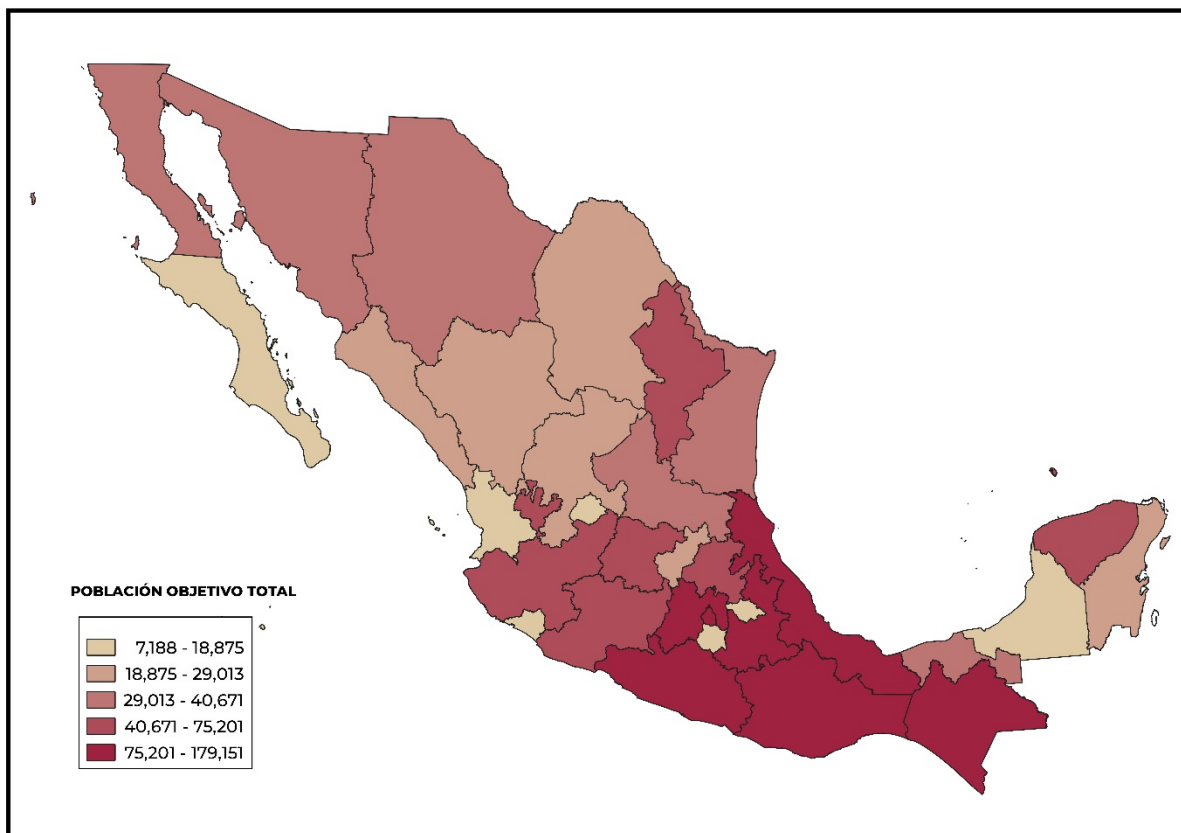 POBLACIÓN OBJETIVO TOTAL
7,188 - 18,875
18,875 - 29,013
29,013 - 40,671
40,671 - 75,201
75,201 - 179,151